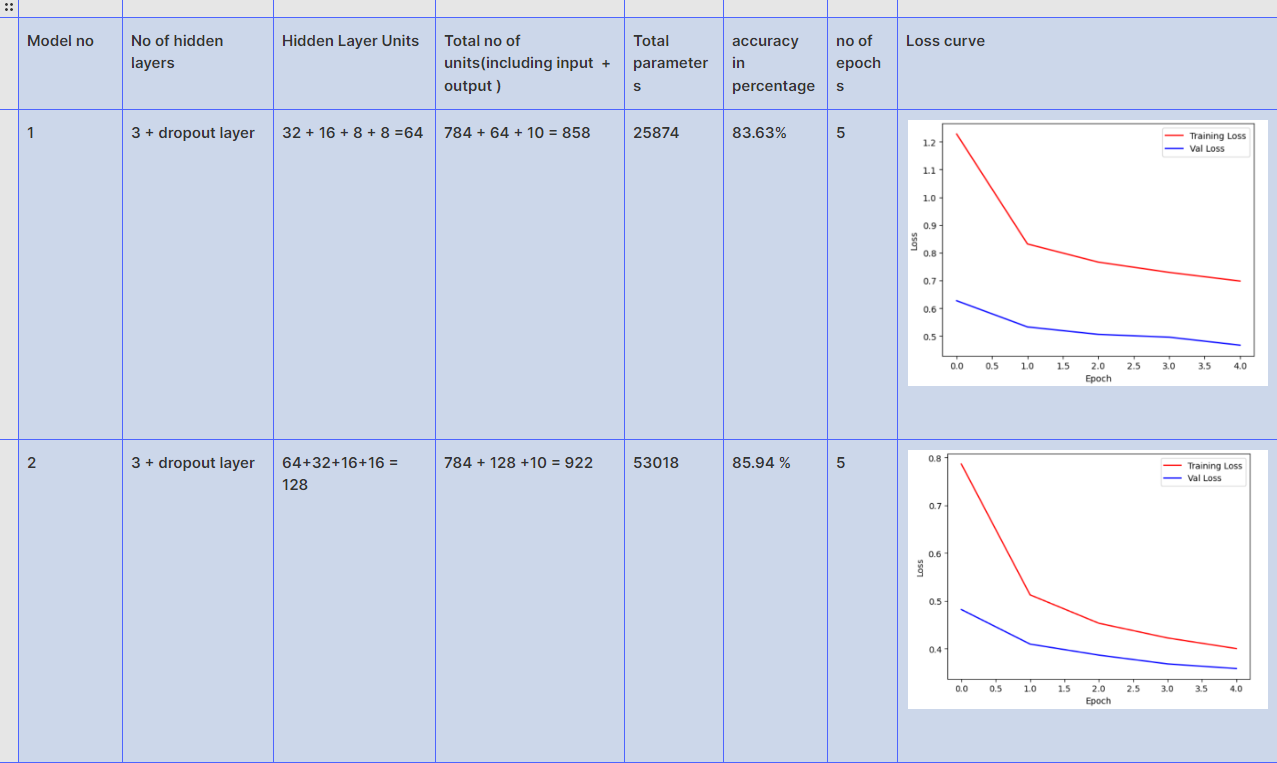 Model no
No of hidden
layers
Hidden Layer Units
Total no of
units(including input +
output )
Total
parameter
s
accuracy
in
percentage
no of
epoch
s
Loss curve
1
3 + dropout layer
32 + 16 + 8 + 8 =64
784 + 64 + 10 = 858
25874
83.63%
5
Training Loss
Val Loss
1.2
1.1
1.0
0.9
0.8
0.7
0.6
0.5
Loss
0.0 0.5 1.0 1.5 2.0 2.5 3.0 3.5 4.0
Epoch
2
3 + dropout layer
64+32+16+16 =
128
784 + 128 +10 = 922
53018
85.94 %
5
Training Loss
Val Loss
0.8
0.7
0.6
0.5
0.4
Loss
0.0 0.5 1.0 1.5 2.0 2.5 3.0 3.5 4.0
Epoch